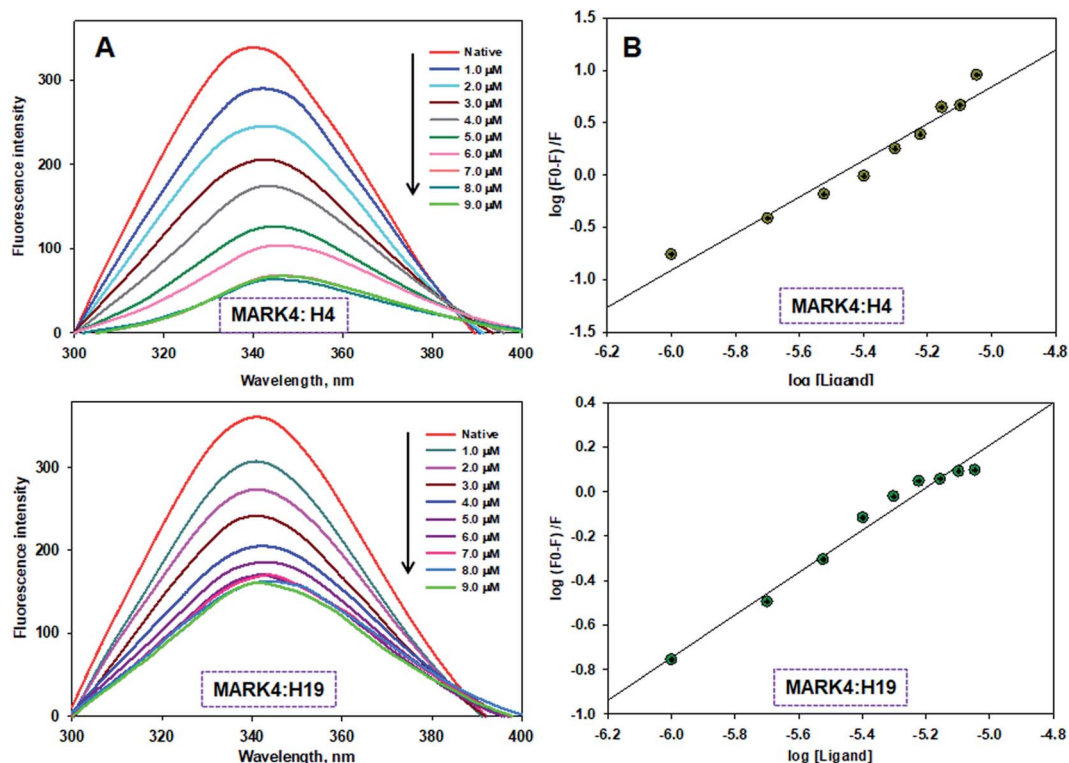 A
Fluorescence intensity
300
200
100
0
Native
1.0 µM
2.0 µM
3.0 µM
4.0 µM
5.0 µM
6.0 µM
7.0 µM
8.0 µM
9.0 µM
MARK4: H4
300 320 340 360 380 400
Wavelength, nm
B
log (F0-F) /F
1.5
1.0
0.5
0.0
-0.5
-1.0
-1.5
MARK4:H4
-6.2 -6.0 -5.8 -5.6 -5.4 -5.2 -5.0 -4.8
log [Ligand]
Fluorescence intensity
300
200
100
0
Native
1.0 µM
2.0 µM
3.0 µM
4.0 µM
5.0 µM
6.0 µM
7.0 µM
8.0 µM
9.0 µM
MARK4:H19
300 320 340 360 380 400
Wavelength, nm
log (F0-F) /F
0.4
0.2
0.0
-0.2
-0.4
-0.6
-0.8
-1.0
MARK4:H19
-6.2 -6.0 -5.8 -5.6 -5.4 -5.2 -5.0 -4.8
log [Ligand]